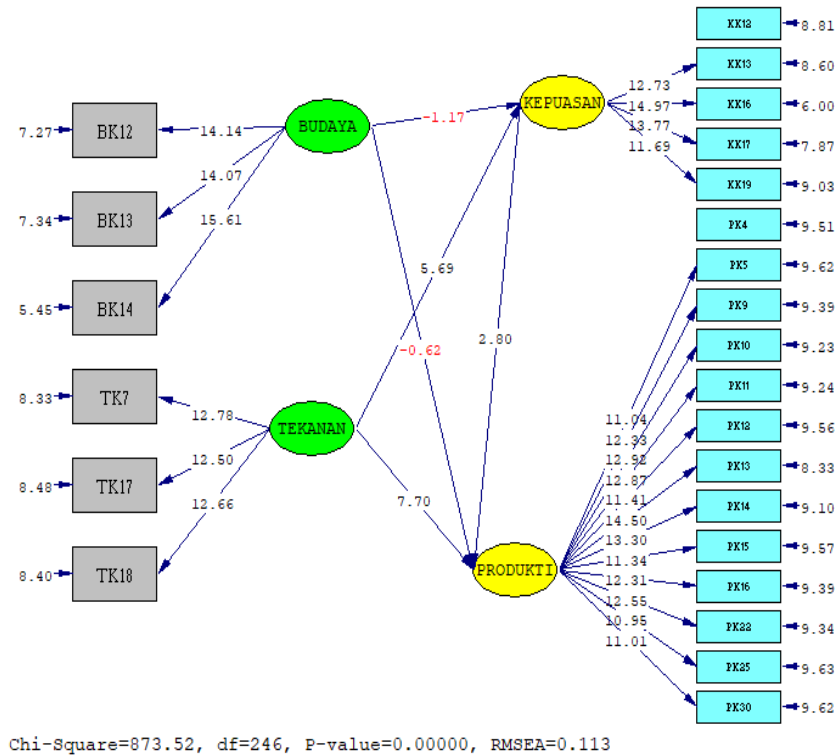 KK12 8.81
KK13 8.60
KK16 6.00
KK17 7.87
KK19 9.03
PK4 9.51
PK5 9.62
PK9 9.39
PK10 9.23
PK11 9.24
PK12 9.56
PK13 8.33
PK14 9.10
PK15 9.57
PK16 9.39
PK22 9.34
PK25 9.63
PK30 9.62
7.27 BK12
7.34 BK13
5.45 BK14
8.33 TK7
8.48 TK17
8.40 TK18
14.14
14.07
15.61
12.78
12.50
12.66
BUDAYA
TEKANAN
-1.17
5.69
-0.62
2.80
7.70
KEPUASAN
PRODUKTI
12.73
14.97
13.77
11.69
11.04
12.33
12.92
12.87
11.41
14.50
13.30
11.34
12.31
12.55
10.95
11.01
Chi-Square=873.52, df=246, P-value=0.00000, RMSEA=0.113